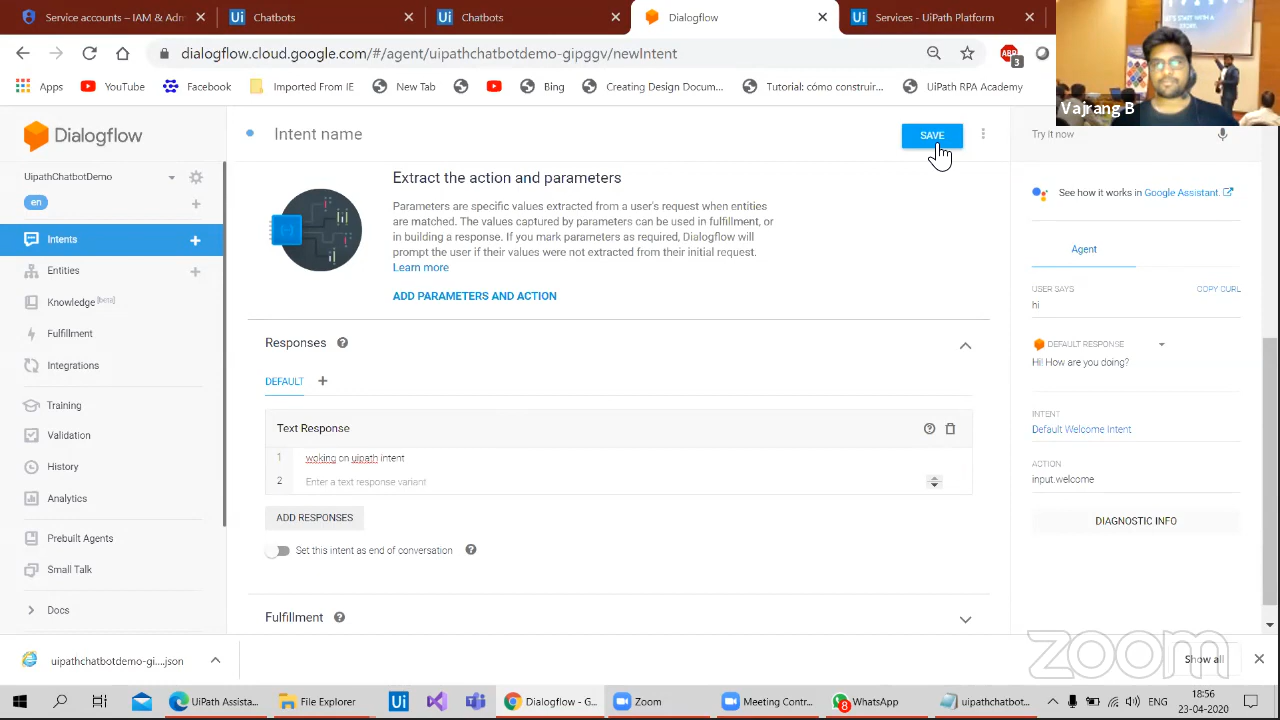 Service accounts – IAM & Adm
Chatbots
Chatbots
Dialogflow
Services - UiPath Platform
dialogflow.cloud.google.com/#/agent/uipathchatbotdemo-gipggv/newIntent
ABP
3
Apps
YouTube
Facebook
Imported From IE
New Tab
Bing
Creating Design Docum...
Tutorial: cómo construir...
UiPath RPA Academy
LET'S START WITH A
Vajrang B
Dialogflow
UipathChatbotDemo
en
Intents
Entities
Knowledge [beta]
Fulfillment
Integrations
Training
Validation
History
Analytics
Prebuilt Agents
Small Talk
Docs
Intent name
SAVE
Extract the action and parameters
Parameters are specific values extracted from a user's request when entities
are matched. The values captured by parameters can be used in fulfillment, or
in building a response. If you mark parameters as required, Dialogflow will
prompt the user if their values were not extracted from their initial request.
Learn more
ADD PARAMETERS AND ACTION
Responses
DEFAULT
Text Response
1 woking on uipath intent
2 Enter a text response variant
ADD RESPONSES
Set this intent as end of conversation
Fulfillment
Try it now
See how it works in Google Assistant.
Agent
USER SAYS
COPY CURL
hi
DEFAULT RESPONSE
Hi! How are you doing?
INTENT
Default Welcome Intent
ACTION
input.welcome
DIAGNOSTIC INFO
uipathchatbotdemo-gi....json
Show all
zoom
UiPath Assista...
File Explorer
Ui
Dialogflow - G...
Zoom
Meeting Contr...
8
WhatsApp
uipathchatbot...
ENG
18:56
23-04-2020